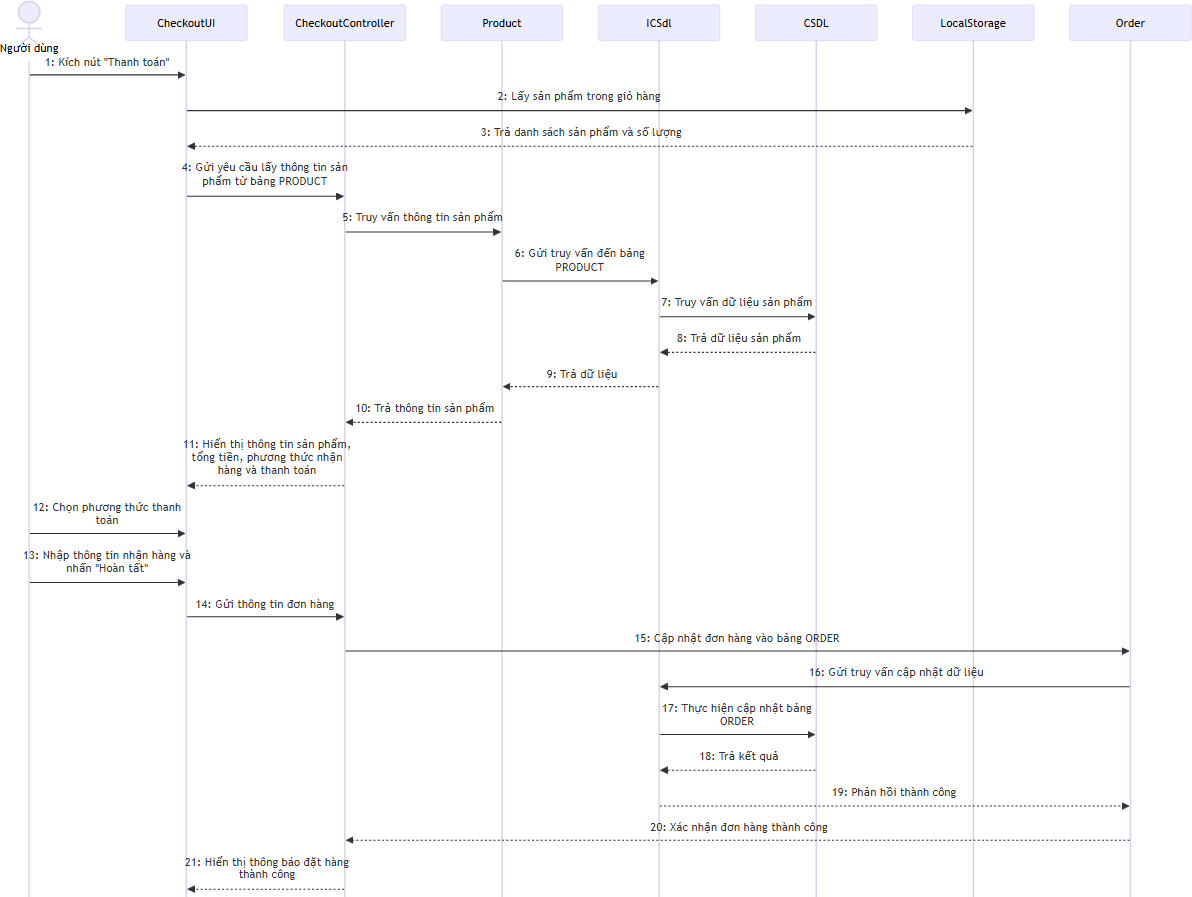 CheckoutUI
CheckoutController
Product
ICSdl
CSDL
LocalStorage
Order
Người dùng
1: Kích nút "Thanh toán"
2: Lấy sản phẩm trong giỏ hàng
3: Trả danh sách sản phẩm và số lượng
4: Gửi yêu cầu lấy thông tin sản
phẩm từ bảng PRODUCT
5: Truy vấn thông tin sản phẩm
6: Gửi truy vấn đến bảng
PRODUCT
7: Truy vấn dữ liệu sản phẩm
8: Trả dữ liệu sản phẩm
9: Trả dữ liệu
10: Trả thông tin sản phẩm
11: Hiển thị thông tin sản phẩm,
tổng tiền, phương thức nhận
hàng và thanh toán
12: Chọn phương thức thanh
toán
13: Nhập thông tin nhận hàng và
nhấn "Hoàn tất"
14: Gửi thông tin đơn hàng
15: Cập nhật đơn hàng vào bảng ORDER
16: Gửi truy vấn cập nhật dữ liệu
17: Thực hiện cập nhật bảng
ORDER
18: Trả kết quả
19: Phản hồi thành công
20: Xác nhận đơn hàng thành công
21: Hiển thị thông báo đặt hàng
thành công